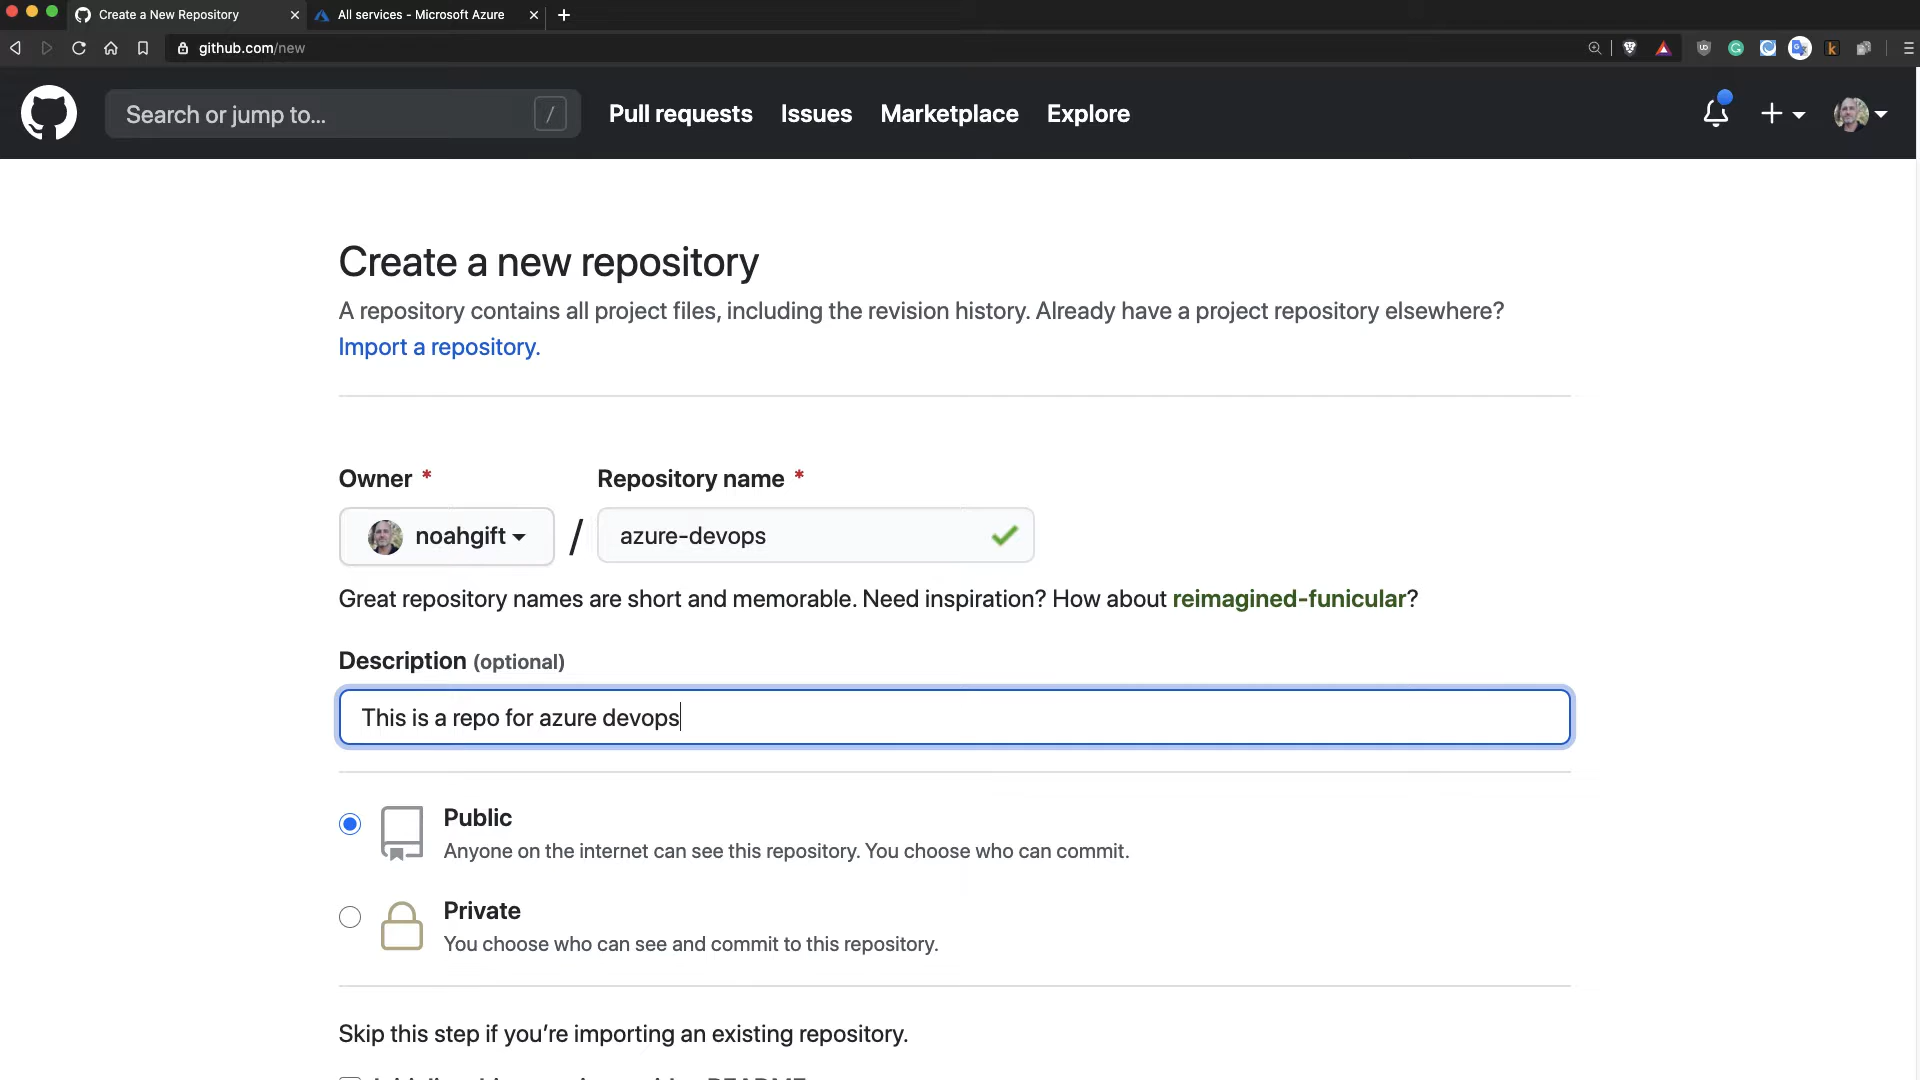 Create a New Repository
All services - Microsoft Azure
github.com/new
Search or jump to...
/
Pull requests
Issues
Marketplace
Explore
Create a new repository
A repository contains all project files, including the revision history. Already have a project repository elsewhere?
Import a repository.
Owner *
Repository name *
noahgift
/
azure-devops
Great repository names are short and memorable. Need inspiration? How about reimagined-funicular?
Description (optional)
This is a repo for azure devops
Public
Anyone on the internet can see this repository. You choose who can commit.
Private
You choose who can see and commit to this repository.
Skip this step if you’re importing an existing repository.